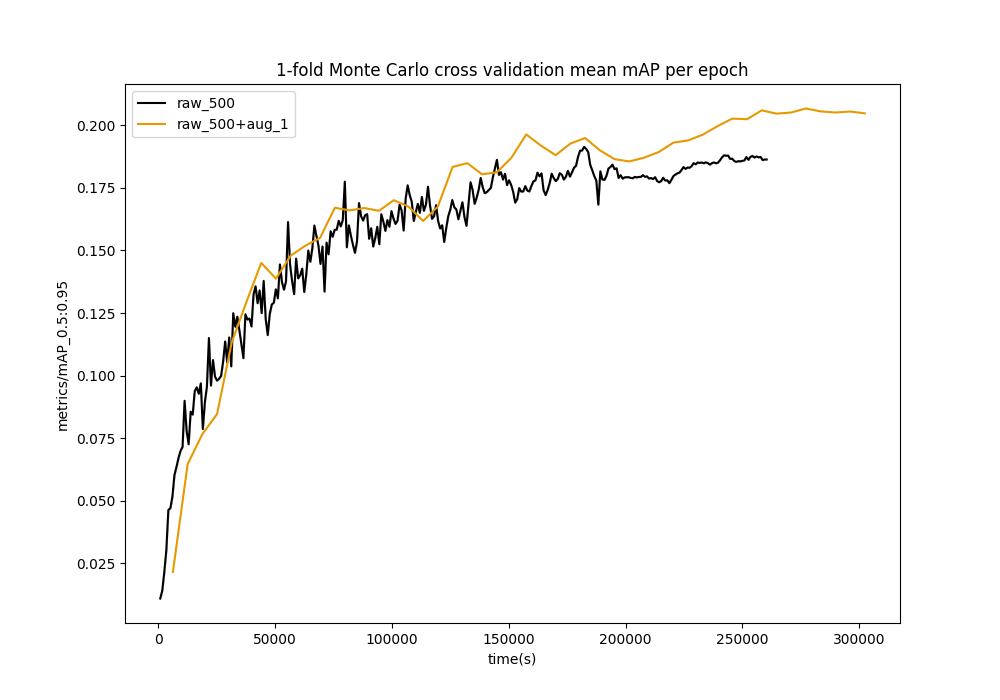 1-fold Monte Carlo cross validation mean mAP per epoch
raw_500
raw_500+aug_1
metrics/mAP_0.5:0.95
0.200
0.175
0.150
0.125
0.100
0.075
0.050
0.025
0 50000 100000 150000 200000 250000 300000
time(s)